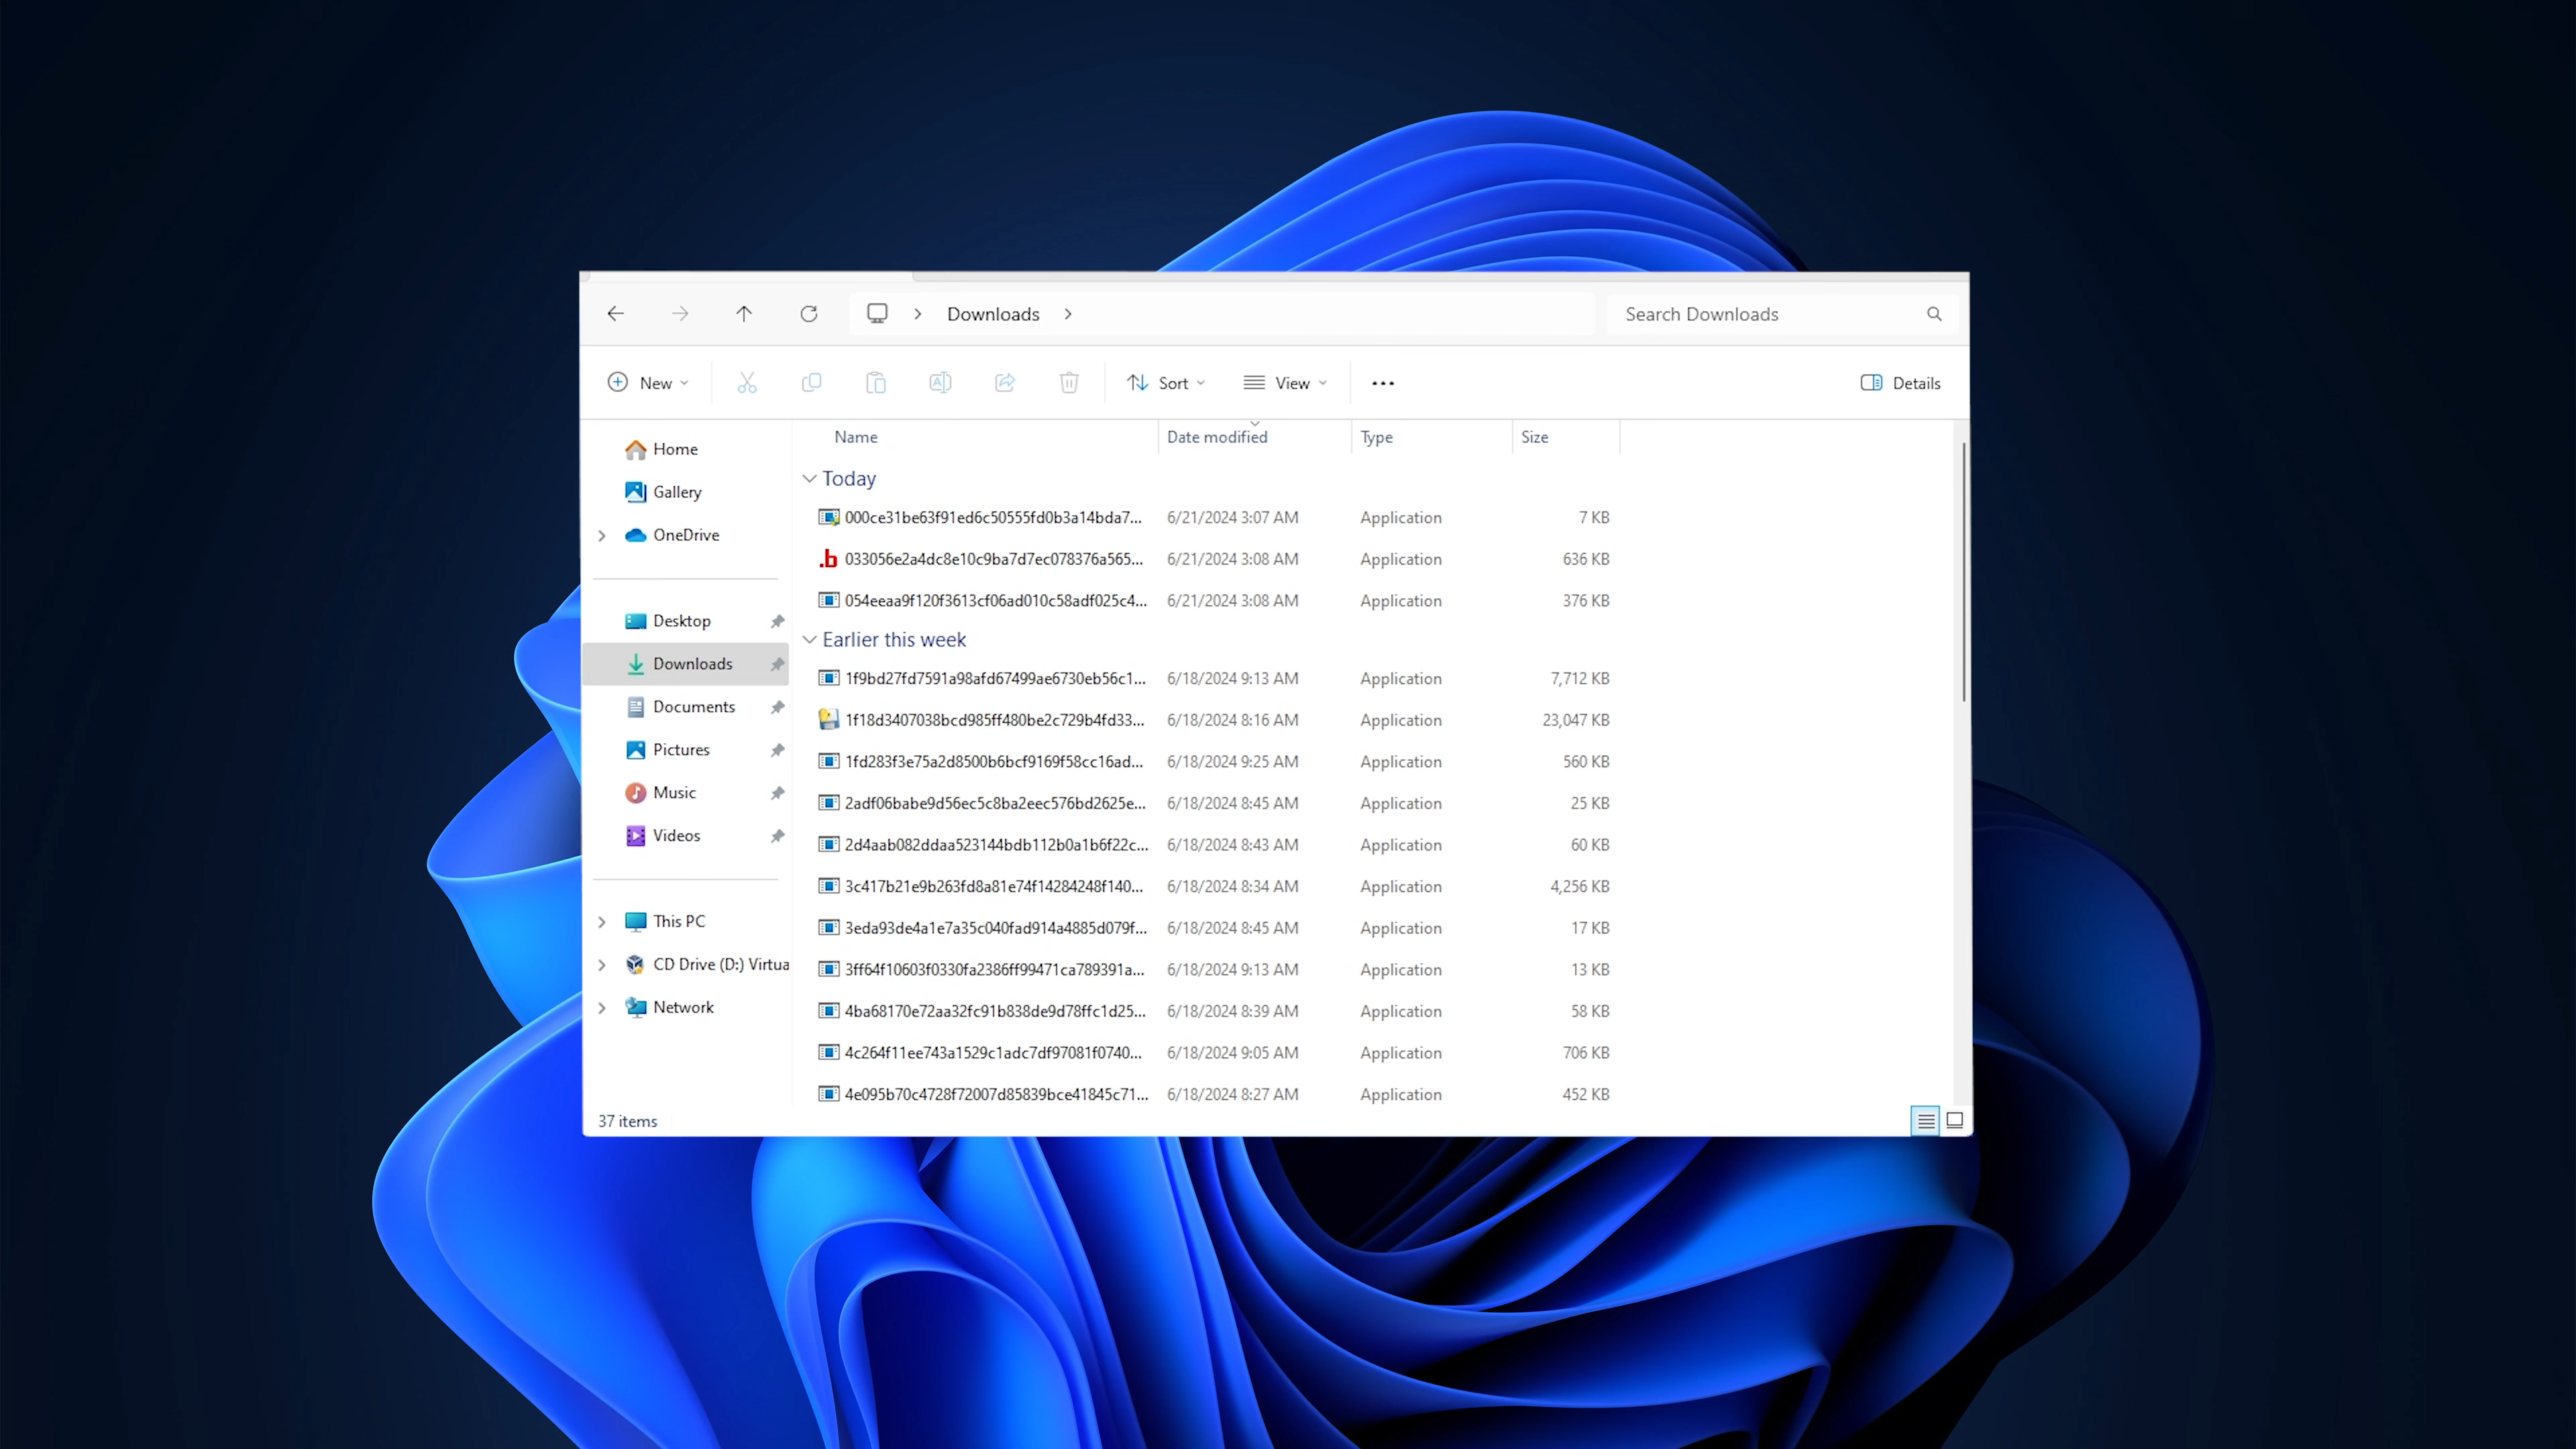 Downloads
Search Downloads
New
Sort
View
Details
Name Date modified Type Size
Home
Gallery
OneDrive
Desktop
Downloads
Documents
Pictures
Music
Videos
This PC
CD Drive (D:) Virtua
Network
Today
000ce31be63f91ed6c50555fd0b3a14bda7... 6/21/2024 3:07 AM Application 7 KB
033056e2a4dc8e10c9ba7d7ec078376a565... 6/21/2024 3:08 AM Application 636 KB
054eeaa9f120f3613cf06ad010c58adf025c4... 6/21/2024 3:08 AM Application 376 KB
Earlier this week
1f9bd27fd7591a98afd67499ae6730eb56c1... 6/18/2024 9:13 AM Application 7,712 KB
1f18d3407038bcd985ff480be2c729b4fd33... 6/18/2024 8:16 AM Application 23,047 KB
1fd283f3e75a2d8500b6bcf9169f58cc16ad... 6/18/2024 9:25 AM Application 560 KB
2adf06babe9d56ec5c8ba2eec576bd2625e... 6/18/2024 8:45 AM Application 25 KB
2d4aab082ddaa523144bdb112b0a1b6f22c... 6/18/2024 8:43 AM Application 60 KB
3c417b21e9b263fd8a81e74f14284248f140... 6/18/2024 8:34 AM Application 4,256 KB
3eda93de4a1e7a35c040fad914a4885d079f... 6/18/2024 8:45 AM Application 17 KB
3ff64f10603f0330fa2386ff99471ca789391a... 6/18/2024 9:13 AM Application 13 KB
4ba68170e72aa32fc91b838de9d78ffc1d25... 6/18/2024 8:39 AM Application 58 KB
4c264f11ee743a1529c1adc7df97081f0740... 6/18/2024 9:05 AM Application 706 KB
4e095b70c4728f72007d85839bce41845c71... 6/18/2024 8:27 AM Application 452 KB
37 items